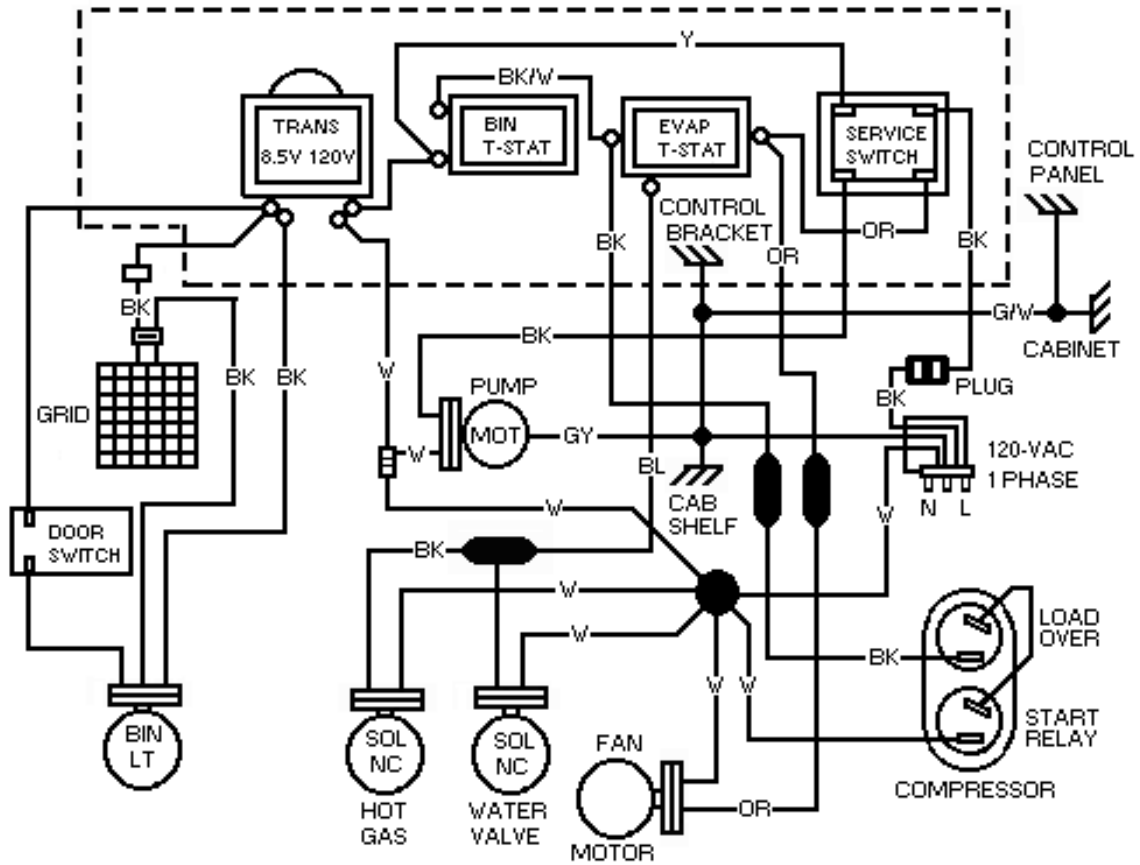 Y
BK/W
TRANS
8.5V 120V
BIN
T-STAT
EVAP
T-STAT
SERVICE
SWITCH
CONTROL
PANEL
CONTROL
BRACKET
BK
OR
OR
BK
BK
G/W
CABINET
BK
PLUG
BK
BK
W
BK
GRID
PUMP
MOT
GY
W
BL
120-VAC
1 PHASE
N L
CAB
SHELF
W
W
DOOR
SWITCH
BK
W
W
LOAD
OVER
BK
W
W
START
RELAY
BIN
LT
SOL
NC
SOL
NC
FAN
COMPRESSOR
HOT
GAS
WATER
VALVE
OR
MOTOR